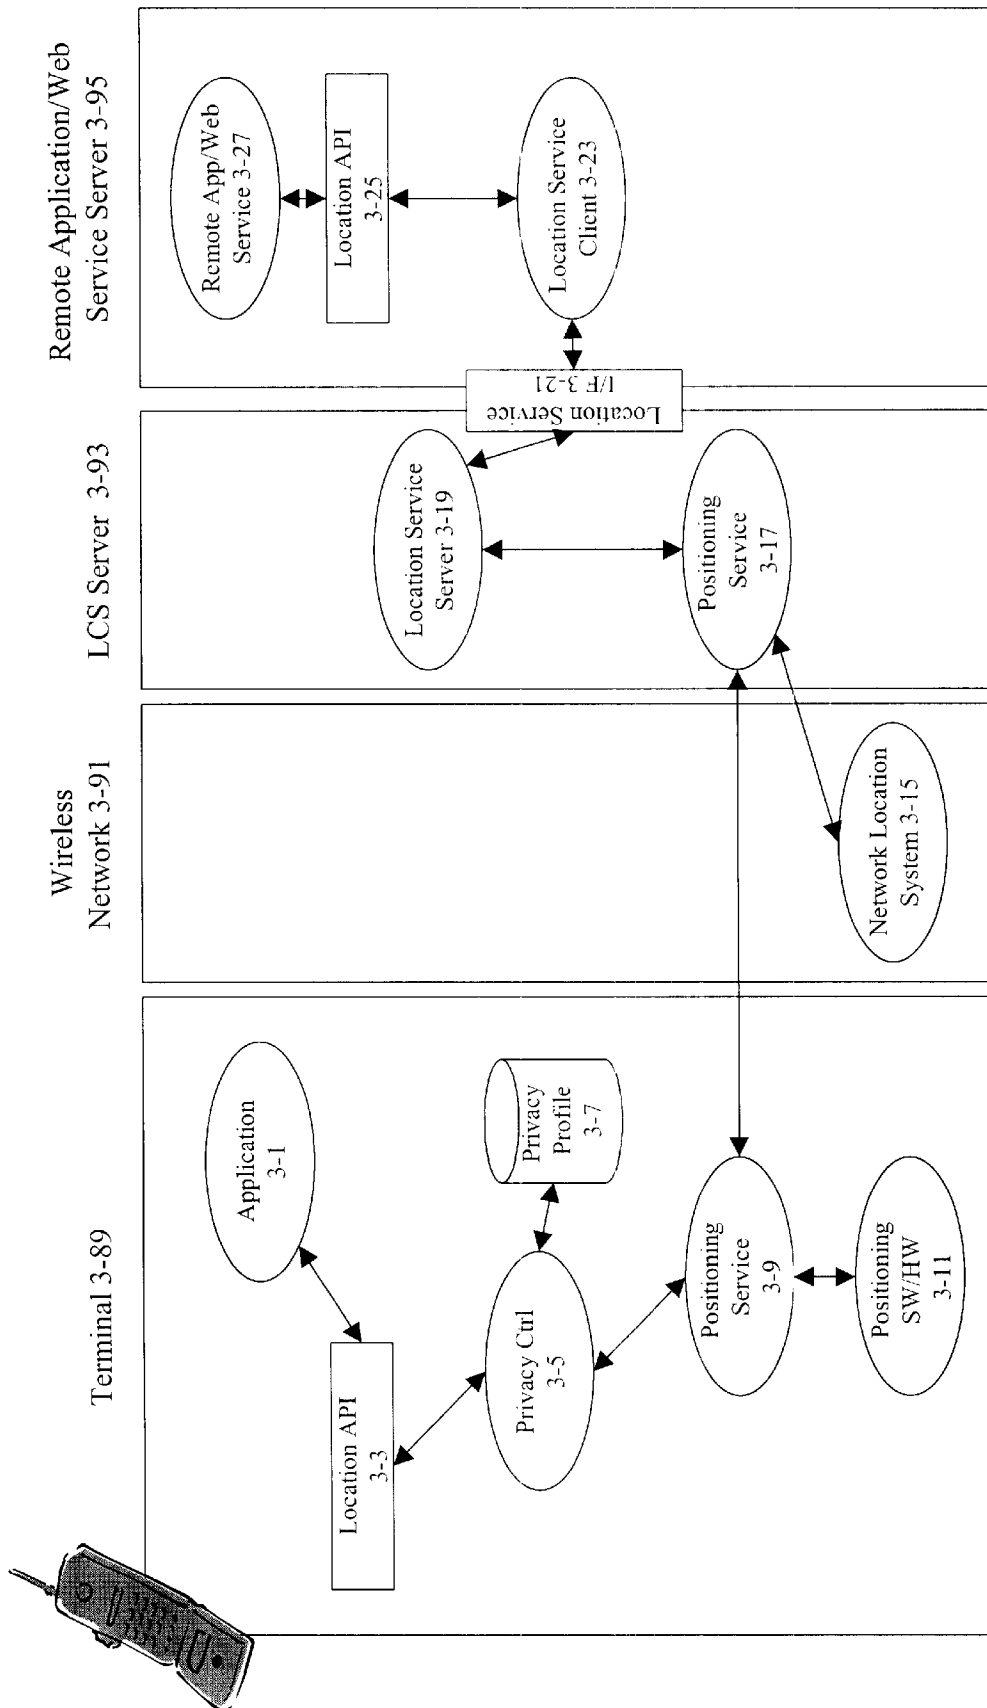 Terminal 3-89
Wireless
Network 3-91
LCS Server 3-93
Remote Application/Web
Service Server 3-95
Application
3-1
Location API
3-3
Privacy Ctrl
3-5
Privacy
Profile
3-7
Positioning
Service
3-9
Positioning
SW/HW
3-11
Network Location
System 3-15
Location Service
Server 3-19
Positioning
Service
3-17
Location Service
I/F 3-21
Remote App/Web
Service 3-27
Location API
3-25
Location Service
Client 3-23